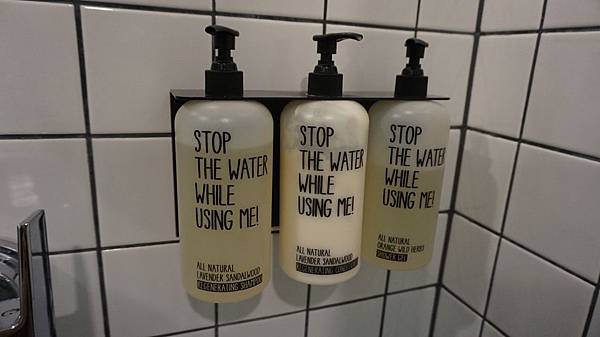 STOP
THE WATER
WHILE
USING ME!
ALL NATURAL
LAVENDER SANDALWOOD
REGENERATING SHAMPOO
STOP
THE WATER
WHILE
USING ME!
ALL NATURAL
LAVENDER SANDALWOOD
REGENERATING CONDITIONER
STOP
THE WATER
WHILE
USING ME!
ALL NATURAL
ORANGE WILD HERBS
SHOWER GEL